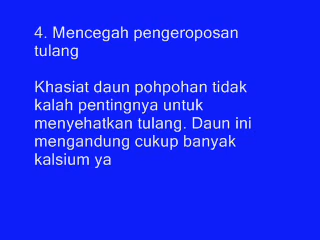 4. Mencegah pengeroposan
tulang
Khasiat daun pohpohan tidak
kalah pentingnya untuk
menyehatkan tulang. Daun ini
mengandung cukup banyak
kalsium ya